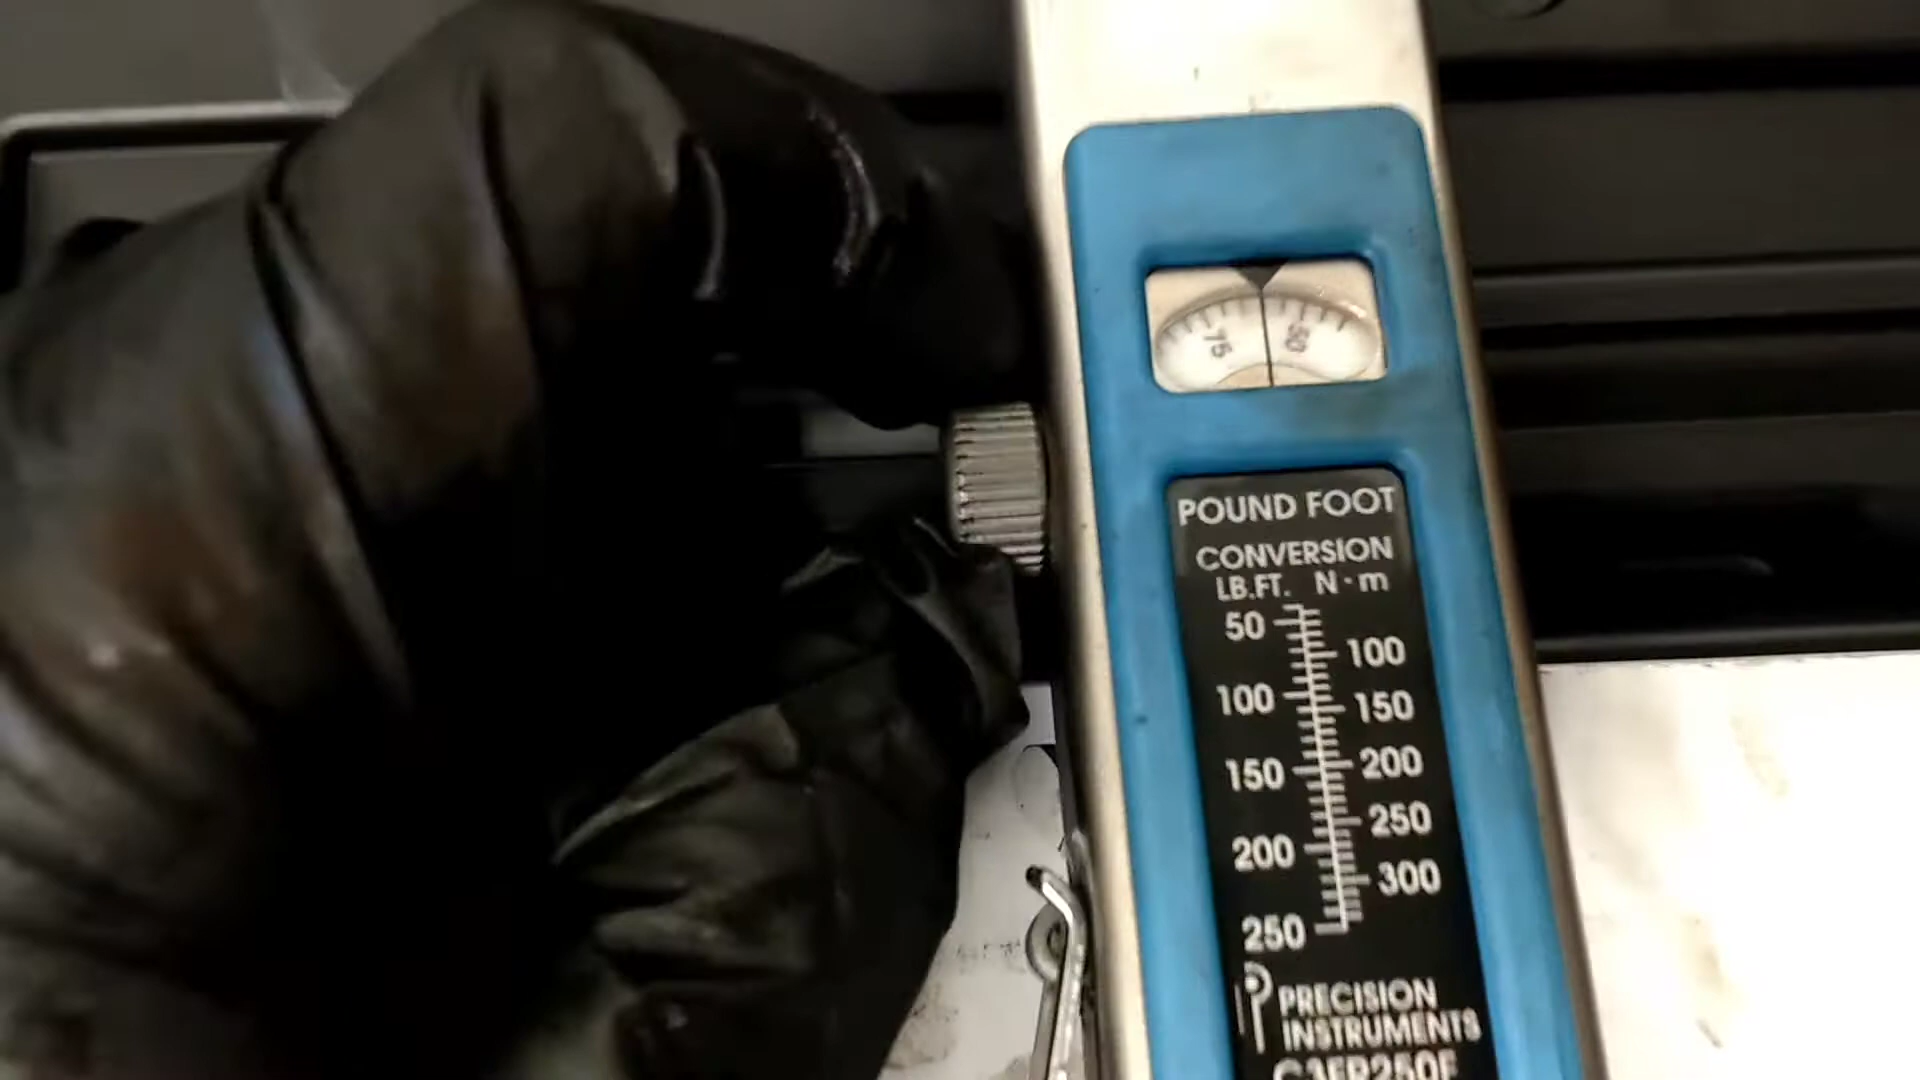 75 50
POUND FOOT
CONVERSION
LB.FT. N·m
50
100
100
150
150
200
250
200
300
250
PRECISION
INSTRUMENTS
C3FR250F